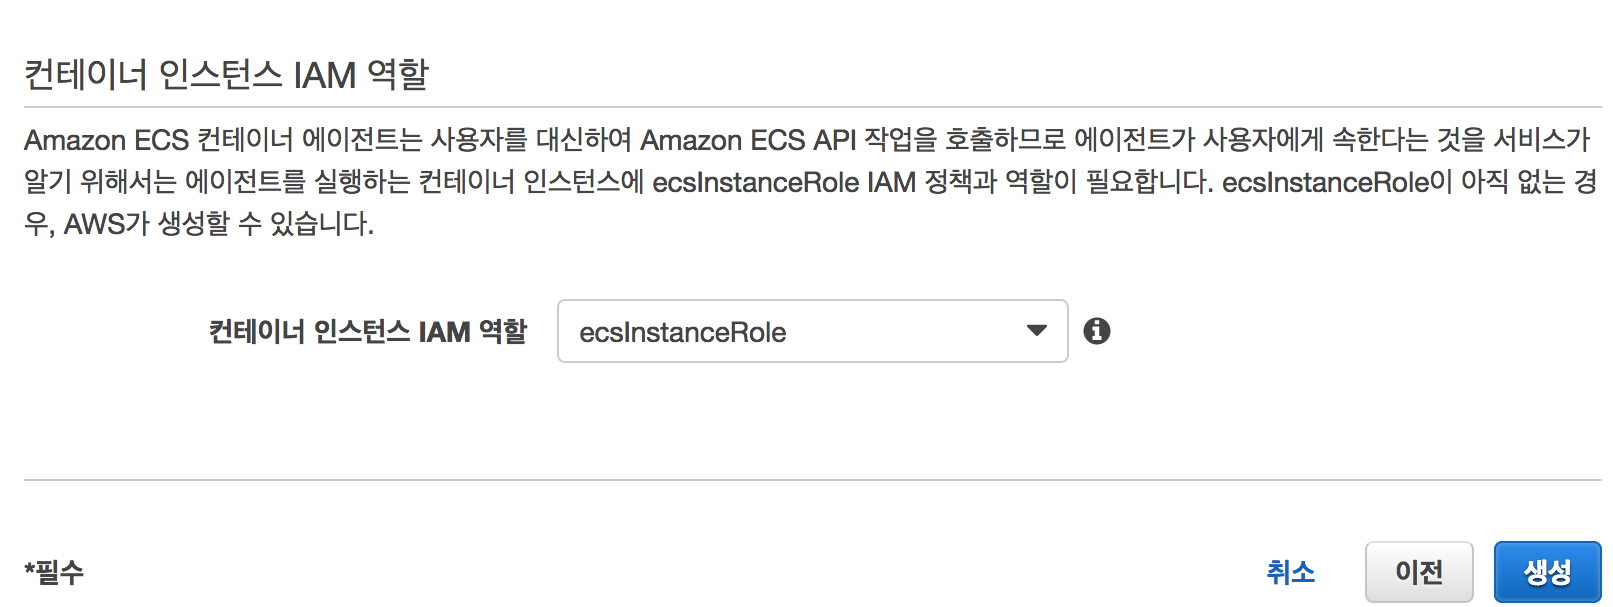 컨테이너 인스턴스 IAM 역할
Amazon ECS 컨테이너 에이전트는 사용자를 대신하여 Amazon ECS API 작업을 호출하므로 에이전트가 사용자에게 속한다는 것을 서비스가
알기 위해서는 에이전트를 실행하는 컨테이너 인스턴스에 ecsInstanceRole IAM 정책과 역할이 필요합니다. ecsInstanceRole이 아직 없는 경
우, AWS가 생성할 수 있습니다.
컨테이너 인스턴스 IAM 역할 ecsInstanceRole
*필수 취소 이전 생성